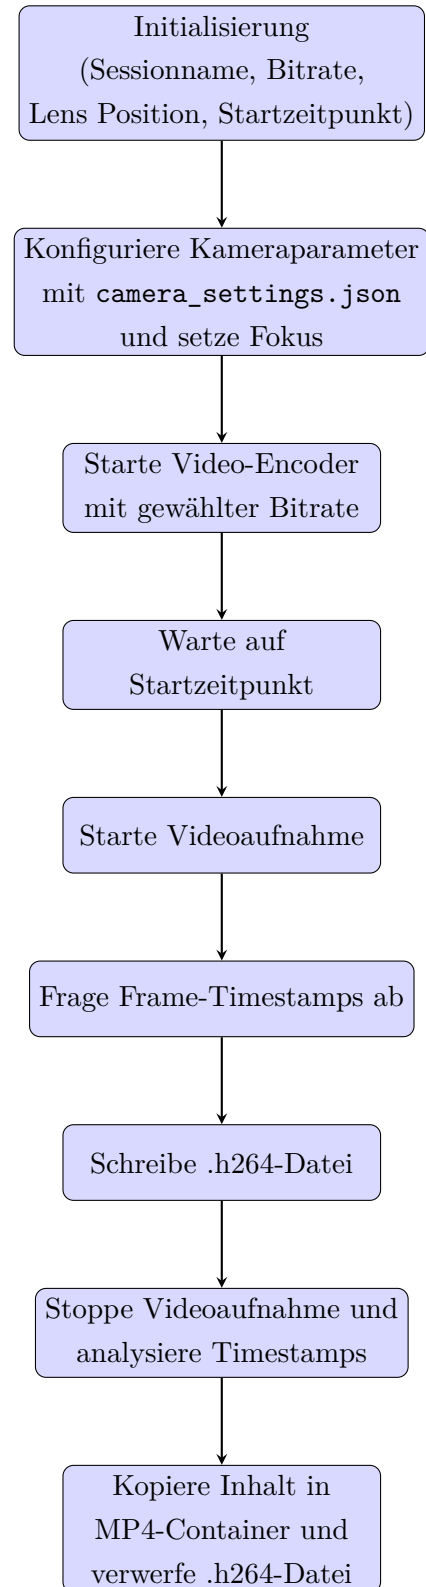 Initialisierung
(Sessionname, Bitrate,
Lens Position, Startzeitpunkt)
Konfiguriere Kameraparameter
mit camera_settings.json
und setze Fokus
Starte Video-Encoder
mit gewählter Bitrate
Warte auf
Startzeitpunkt
Starte Videoaufnahme
Frage Frame-Timestamps ab
Schreibe .h264-Datei
Stoppe Videoaufnahme und
analysiere Timestamps
Kopiere Inhalt in
MP4-Container und
verwerfe .h264-Datei